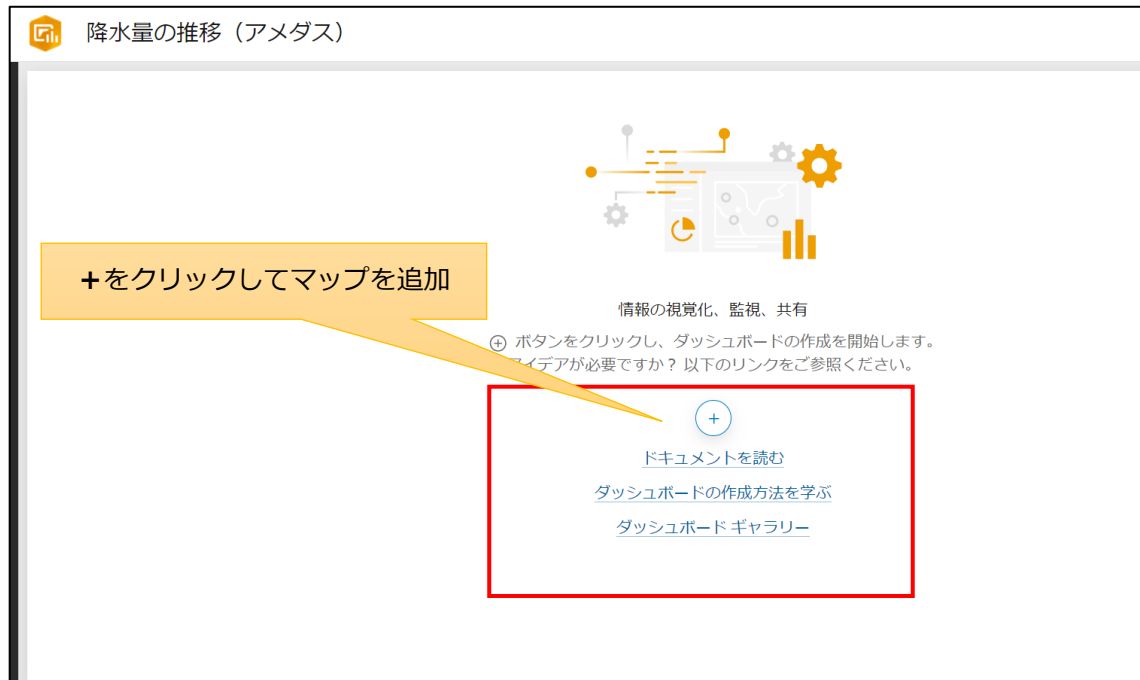 降水量の推移（アメダス）
+をクリックしてマップを追加
情報の視覚化、監視、共有
⊕ ボタンをクリックし、ダッシュボードの作成を開始します。
イデアが必要ですか？ 以下のリンクをご参照ください。
+
ドキュメントを読む
ダッシュボードの作成方法を学ぶ
ダッシュボード ギャラリー